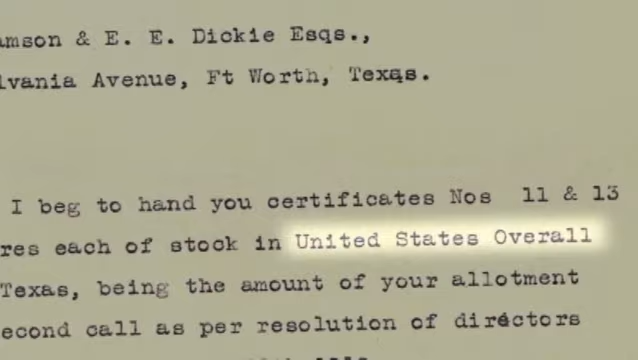 amson & E. E. Dickie Esqs.,
lvania Avenue, Ft Worth, Texas.
I beg to hand you certificates Nos 11 & 13
res each of stock in United States Overall
Texas, being the amount of your allotment
econd call as per resolution of directors